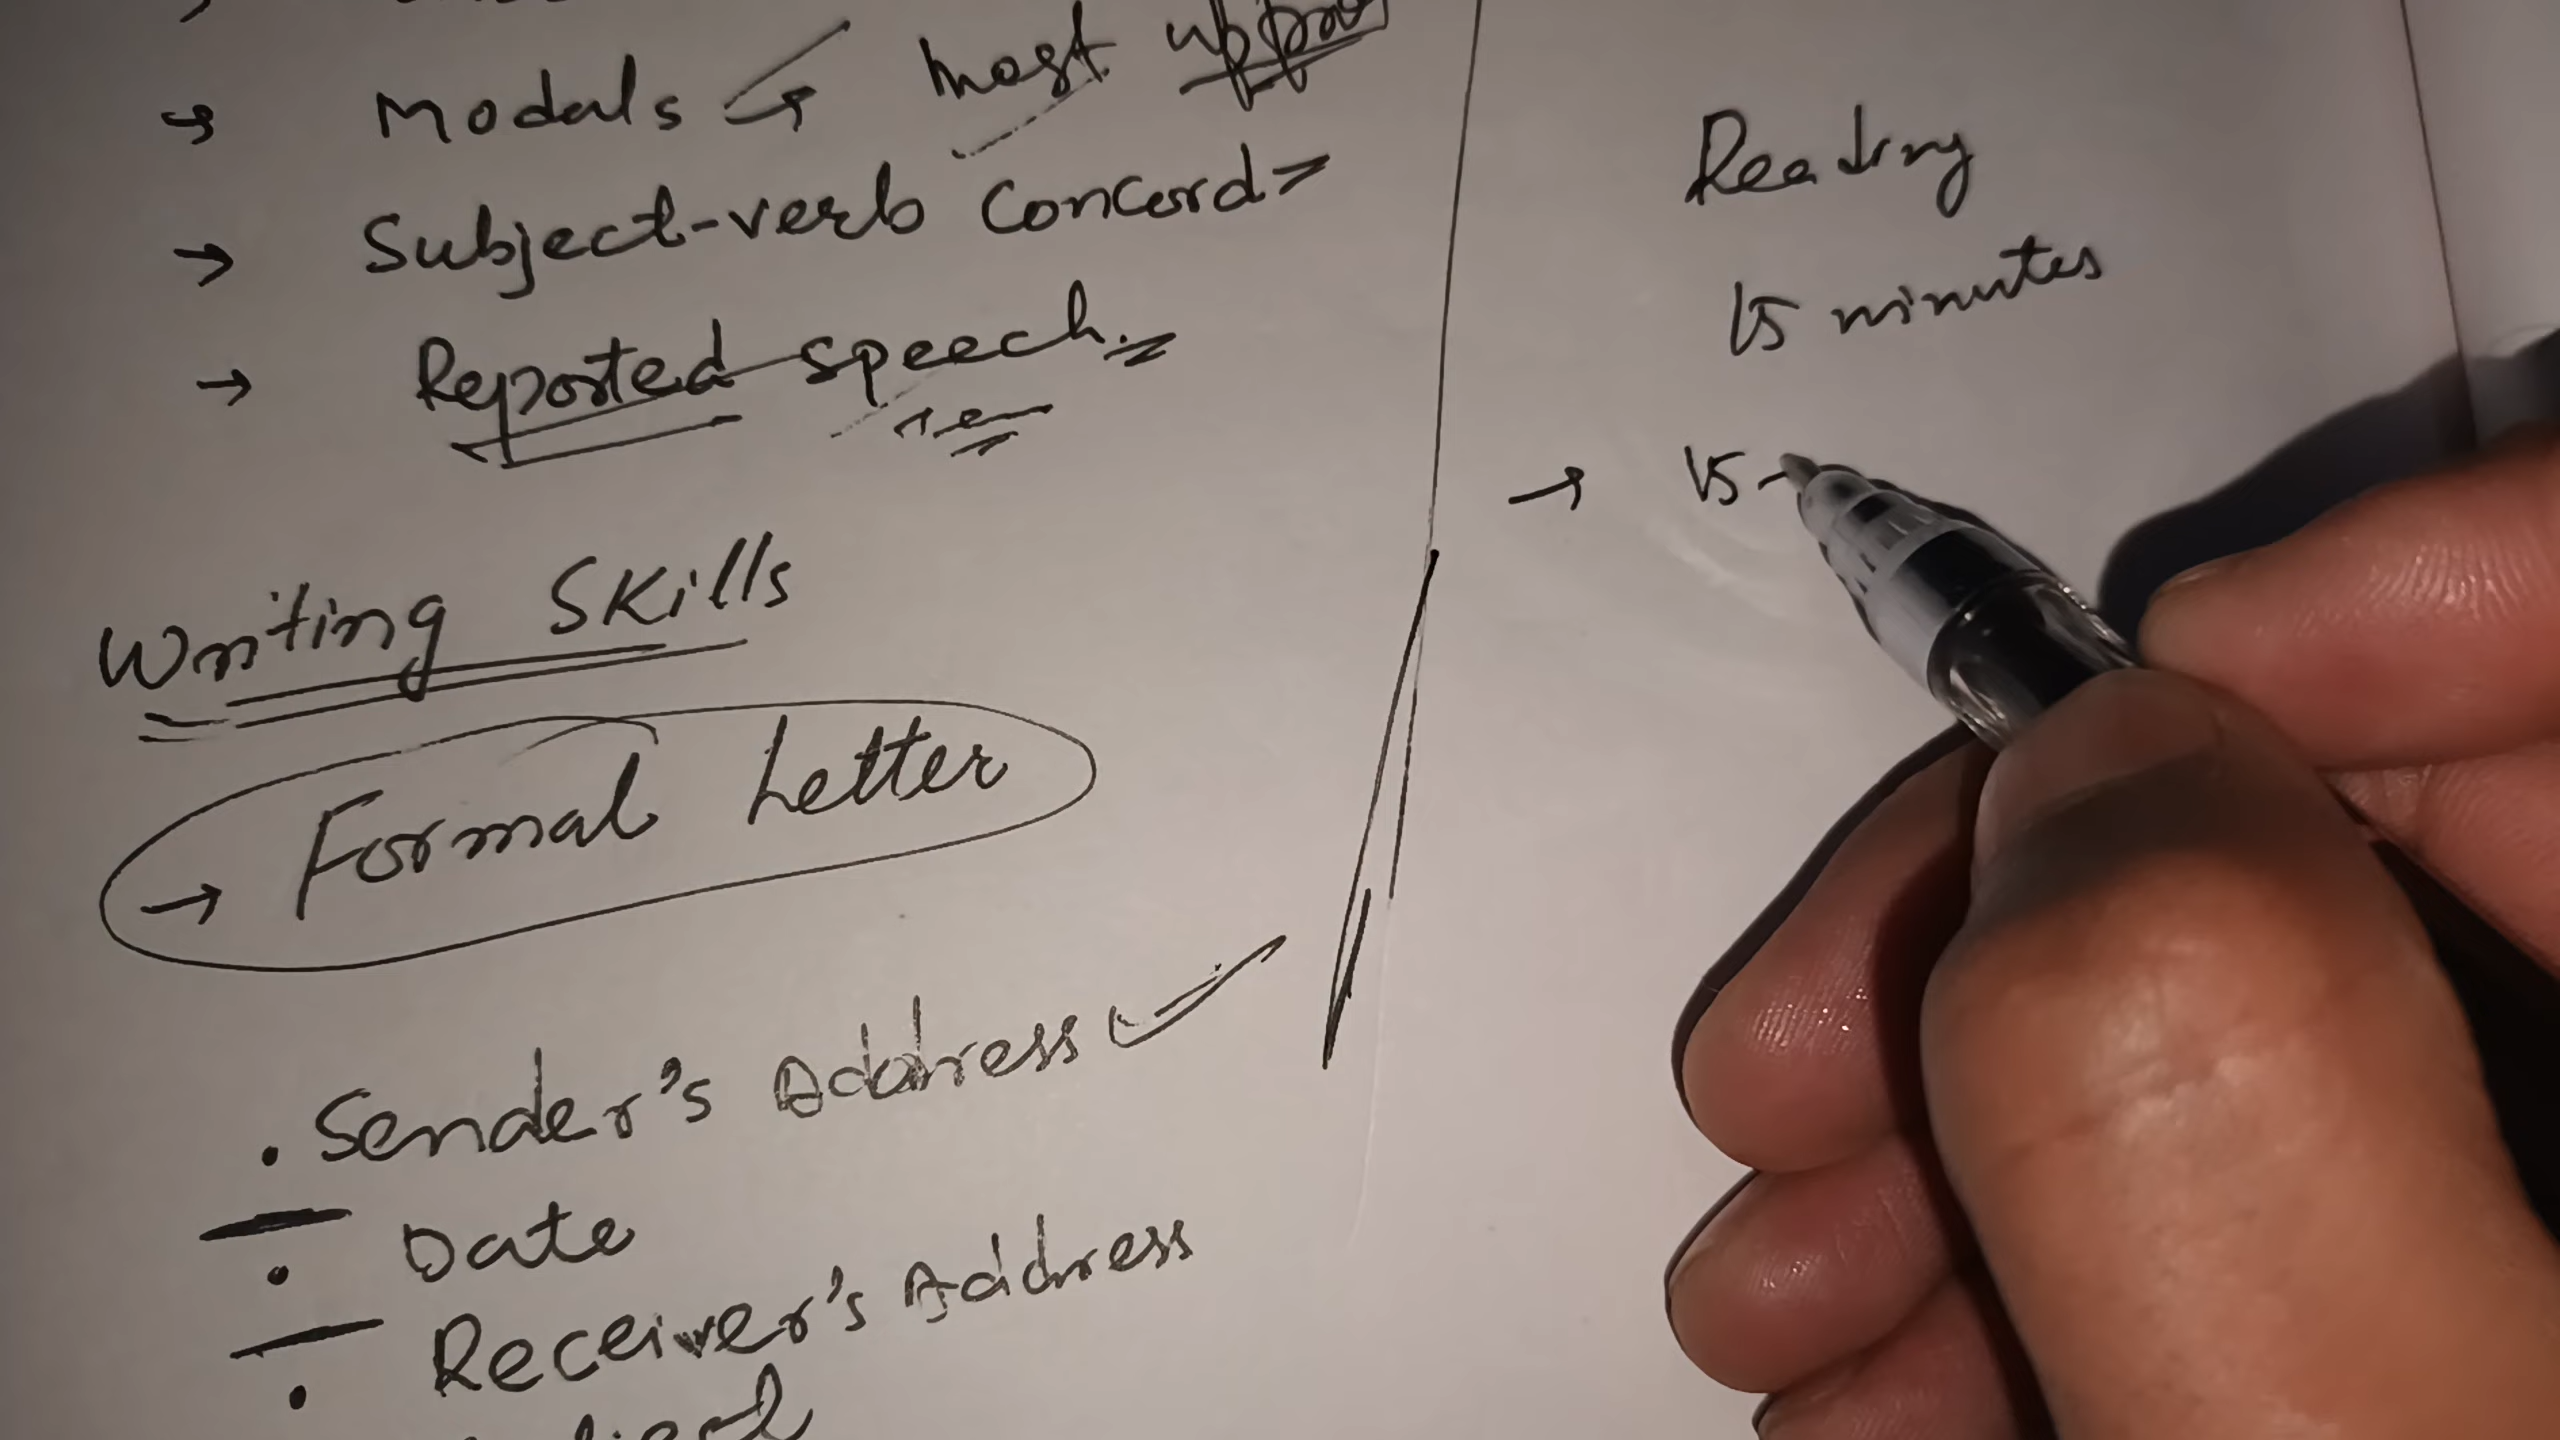 → Modals → most
→ Subject-verb Concord
→ Reported speech.
Writing Skills
→ Formal Letter
. Sender's Address ✓
. Date
. Receiver's Address
Reading
15 minutes
→ 15 -